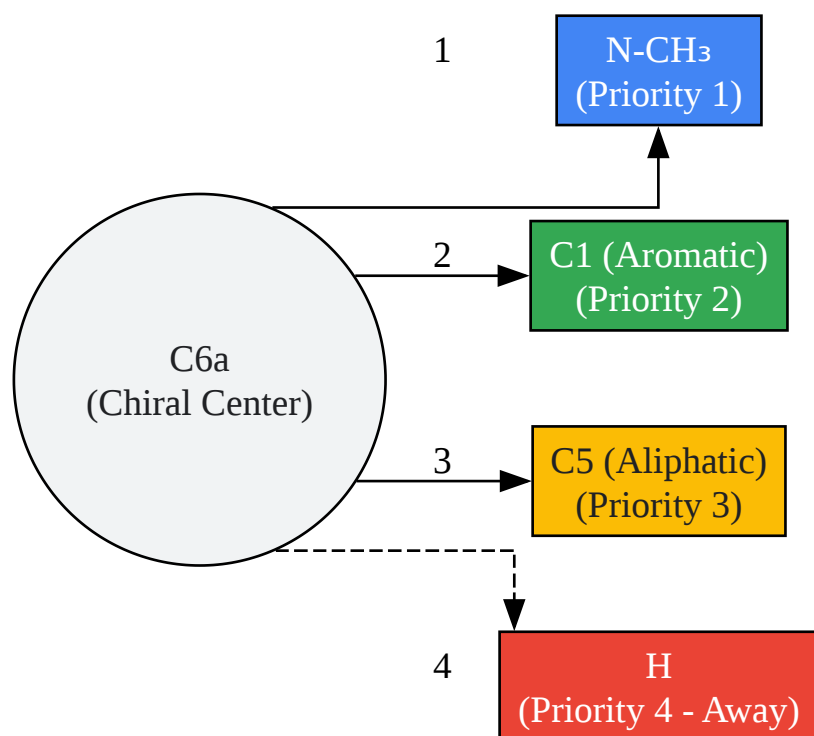 1
N-CH₃
(Priority 1)
2
C1 (Aromatic)
(Priority 2)
C6a
(Chiral Center)
3
C5 (Aliphatic)
(Priority 3)
4
H
(Priority 4 - Away)